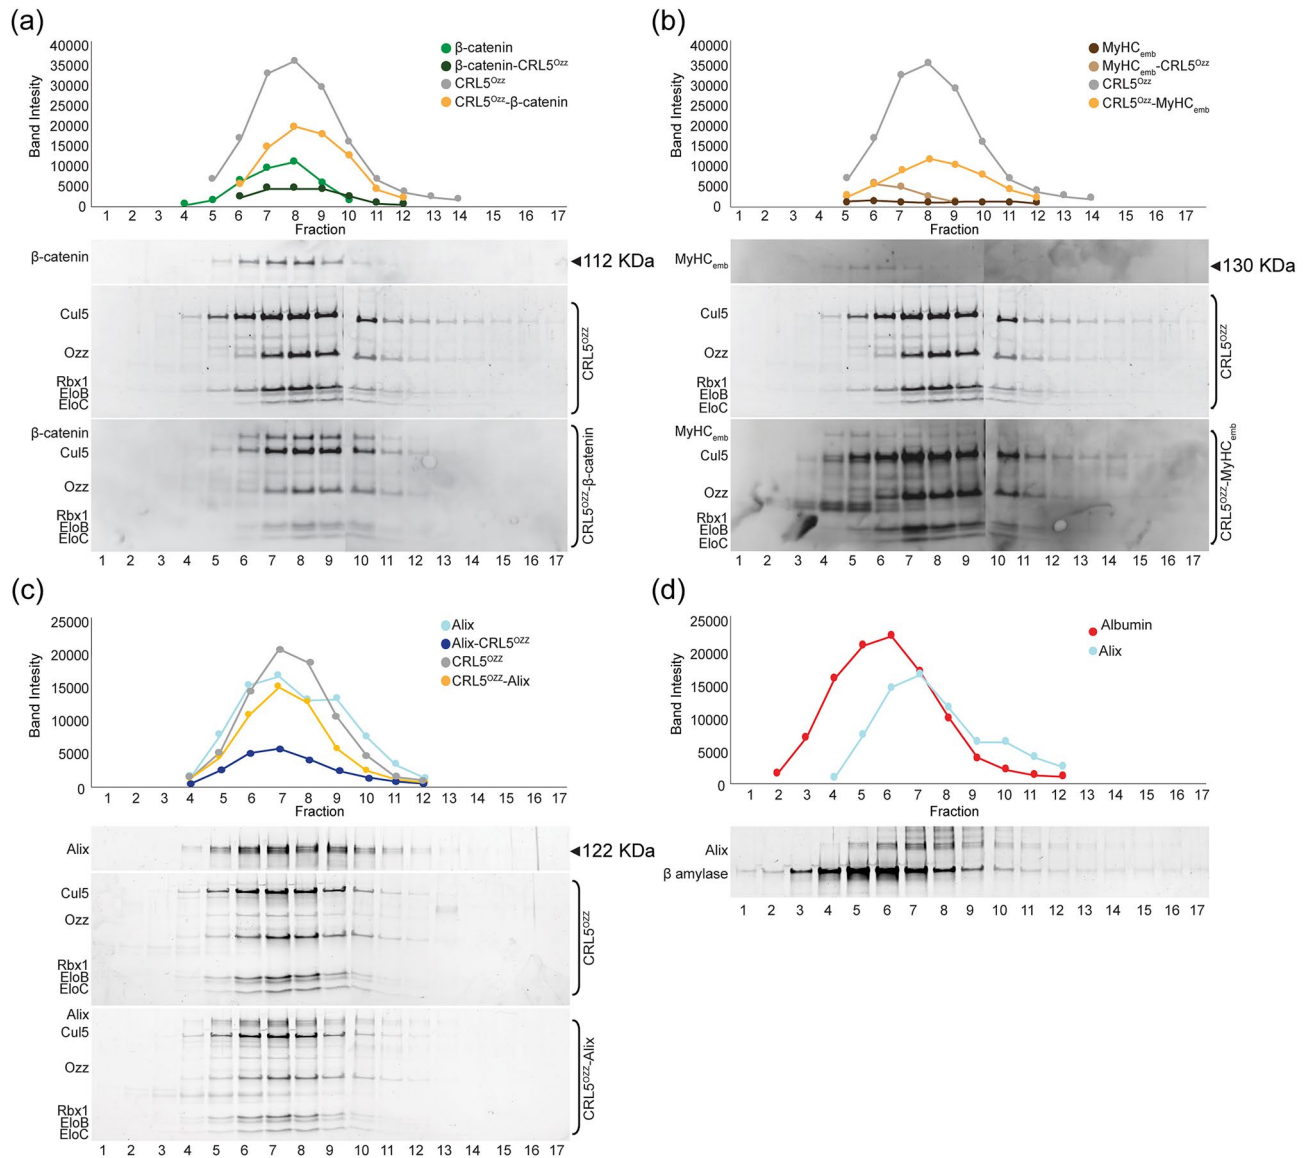 (a)
40000
35000
30000
25000
20000
15000
10000
5000
0
Band Intesity
β-catenin
β-catenin-CRL5ᴼᶻᶻ
CRL5ᴼᶻᶻ
CRL5ᴼᶻᶻ-β-catenin
1 2 3 4 5 6 7 8 9 10 11 12 13 14 15 16 17
Fraction
β-catenin
◄112 KDa
Cul5
Ozz
Rbx1
EloB
EloC
CRL5ᴼᶻᶻ
β-catenin
Cul5
Ozz
Rbx1
EloB
EloC
CRL5ᴼᶻᶻ-β-catenin
1 2 3 4 5 6 7 8 9 10 11 12 13 14 15 16 17
(b)
40000
35000
30000
25000
20000
15000
10000
5000
0
Band Intesity
MyHCemb
MyHCemb-CRL5ᴼᶻᶻ
CRL5ᴼᶻᶻ
CRL5ᴼᶻᶻ-MyHCemb
1 2 3 4 5 6 7 8 9 10 11 12 13 14 15 16 17
Fraction
MyHCemb
◄130 KDa
Cul5
Ozz
Rbx1
EloB
EloC
CRL5ᴼᶻᶻ
MyHCemb
Cul5
Ozz
Rbx1
EloB
EloC
CRL5ᴼᶻᶻ-MyHCemb
1 2 3 4 5 6 7 8 9 10 11 12 13 14 15 16 17
(c)
25000
20000
15000
10000
5000
0
Band Intesity
Alix
Alix-CRL5ᴼᶻᶻ
CRL5ᴼᶻᶻ
CRL5ᴼᶻᶻ-Alix
1 2 3 4 5 6 7 8 9 10 11 12 13 14 15 16 17
Fraction
Alix
◄122 KDa
Cul5
Ozz
Rbx1
EloB
EloC
CRL5ᴼᶻᶻ
Alix
Cul5
Ozz
Rbx1
EloB
EloC
CRL5ᴼᶻᶻ-Alix
1 2 3 4 5 6 7 8 9 10 11 12 13 14 15 16 17
(d)
25000
20000
15000
10000
5000
0
Band Intesity
Albumin
Alix
1 2 3 4 5 6 7 8 9 10 11 12 13 14 15 16 17
Fraction
Alix
β amylase
1 2 3 4 5 6 7 8 9 10 11 12 13 14 15 16 17